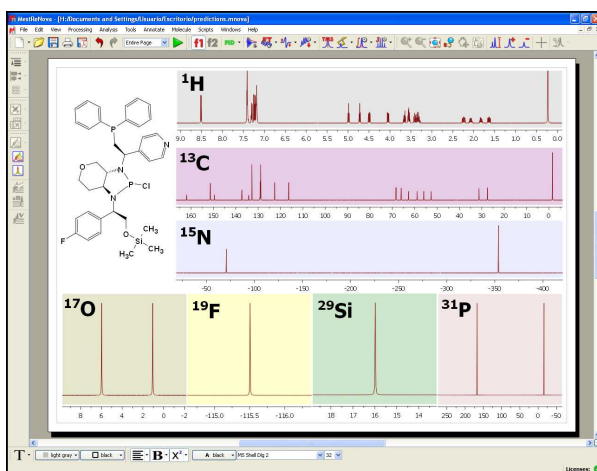 MestReNova - [H:/Documents and Settings/Usuario/Escritorio/predictions.mnova]
File Edit View Processing Analysis Tools Annotate Molecule Scripts Windows Help
Entire Page f1 f2
1H
9.0 8.5 8.0 7.5 7.0 6.5 6.0 5.5 5.0 4.5 4.0 3.5 3.0 2.5 2.0 1.5 1.0 0.5 0.0
13C
160 150 140 130 120 110 100 90 80 70 60 50 40 30 20 10 0
15N
-50 -100 -150 -200 -250 -300 -350 -400
P
N
O
N
P Cl
N
F
O CH3
Si
H3C CH3
17O 19F 29Si 31P
8 6 4 2 0 -2 -115.0 -115.5 -116.0 18 17 16 15 14 250 200 150 100 50 0 -50
T light gray black B X² A black MS Shell Dlg 2 32
Licenses: